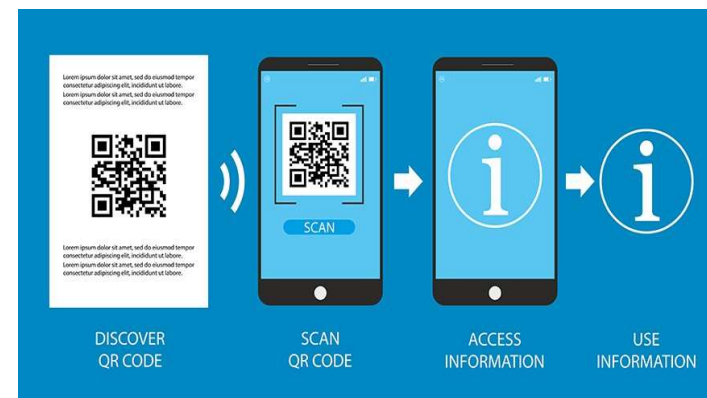 Lorem ipsum dolor sit amet, sed do eiusmod tempor
consectetur adipiscing elit, incididunt ut labore.
Lorem ipsum dolor sit amet, sed do eiusmod tempor
consectetur adipiscing elit, incididunt ut labore.
Lorem ipsum dolor sit amet, sed do eiusmod tempor
consectetur adipiscing elit, incididunt ut labore.
Lorem ipsum dolor sit amet, sed do eiusmod tempor
consectetur adipiscing elit, incididunt ut labore.
SCAN
DISCOVER
QR CODE
SCAN
QR CODE
ACCESS
INFORMATION
USE
INFORMATION